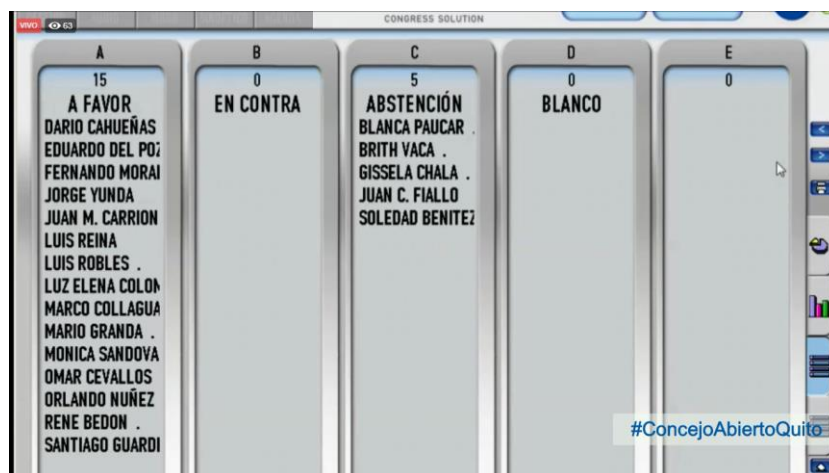 CONGRESS SOLUTION
VIVO 63
A
15
A FAVOR
DARIO CAHUEÑAS
EDUARDO DEL POZ
FERNANDO MORAI
JORGE YUNDA
JUAN M. CARRION
LUIS REINA
LUIS ROBLES .
LUZ ELENA COLON
MARCO COLLAGUA
MARIO GRANDA .
MONICA SANDOVA
OMAR CEVALLOS
ORLANDO NUÑEZ
RENE BEDON .
SANTIAGO GUARDI
B
0
EN CONTRA
C
5
ABSTENCIÓN
BLANCA PAUCAR .
BRITH VACA .
GISSELA CHALA .
JUAN C. FIALLO
SOLEDAD BENITEZ
D
0
BLANCO
E
0
#ConcejoAbiertoQuito